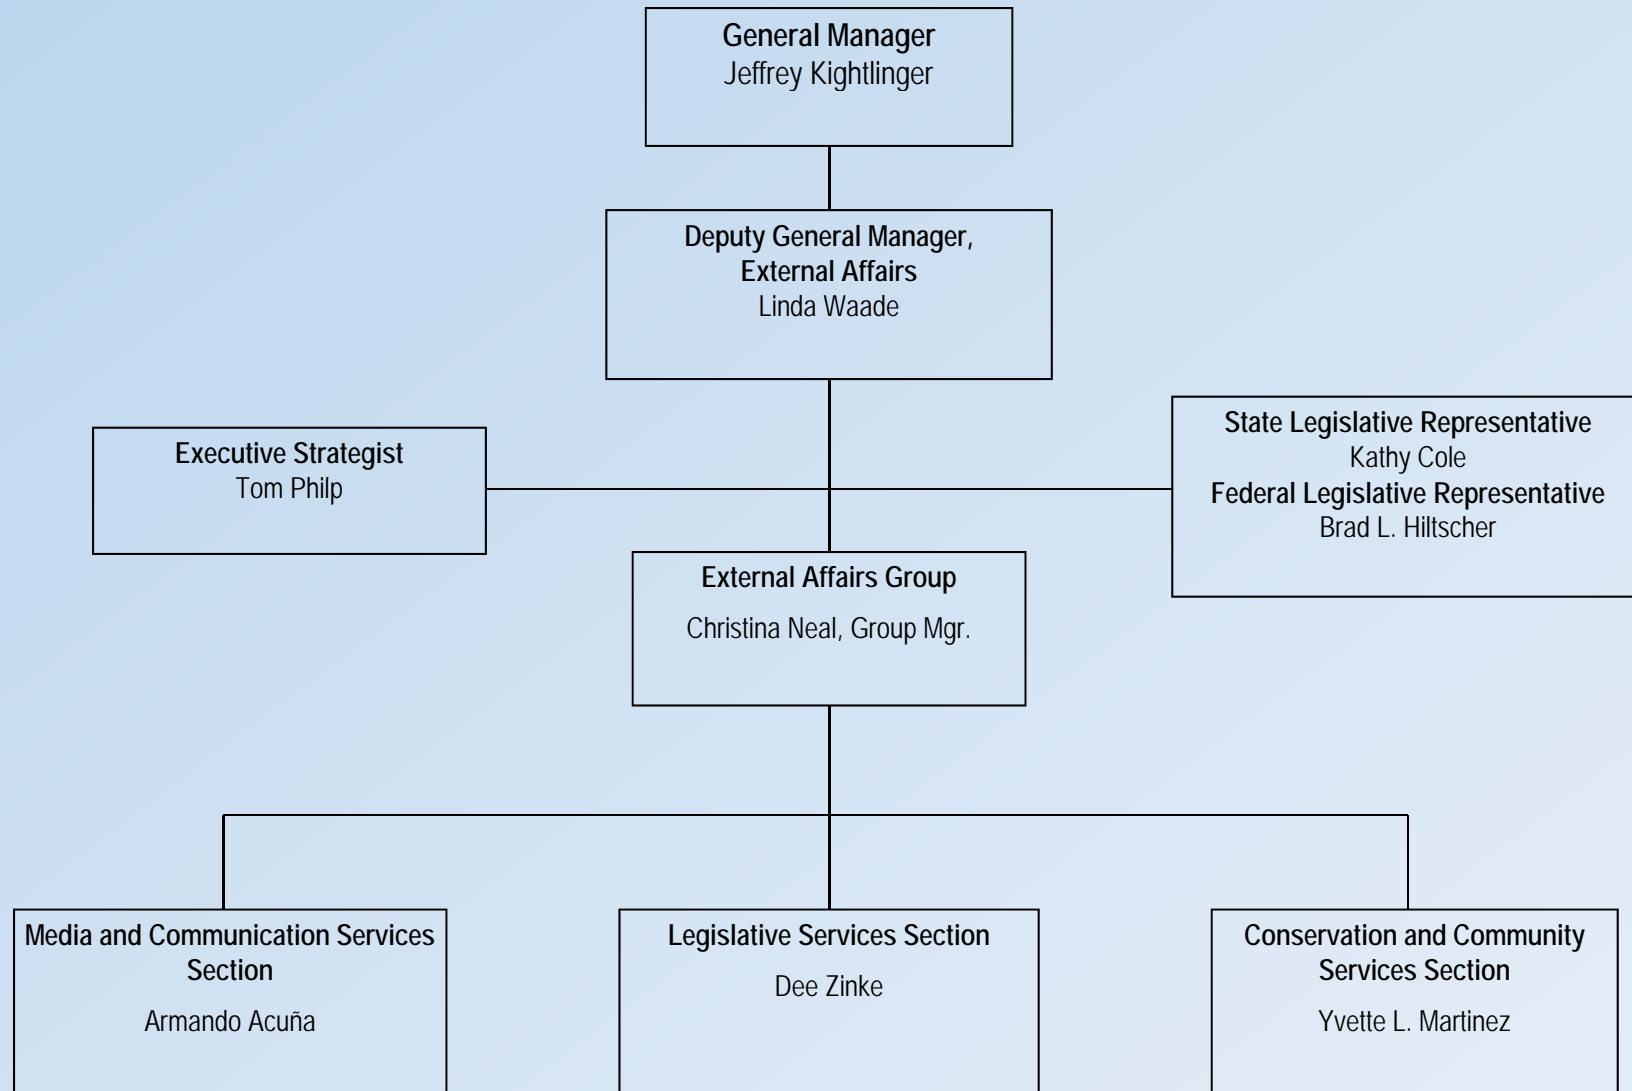 General Manager
Jeffrey Kightlinger
Deputy General Manager,
External Affairs
Linda Waade
Executive Strategist
Tom Philp
State Legislative Representative
Kathy Cole
Federal Legislative Representative
Brad L. Hiltscher
External Affairs Group
Christina Neal, Group Mgr.
Media and Communication Services
Section
Armando Acuña
Legislative Services Section
Dee Zinke
Conservation and Community
Services Section
Yvette L. Martinez